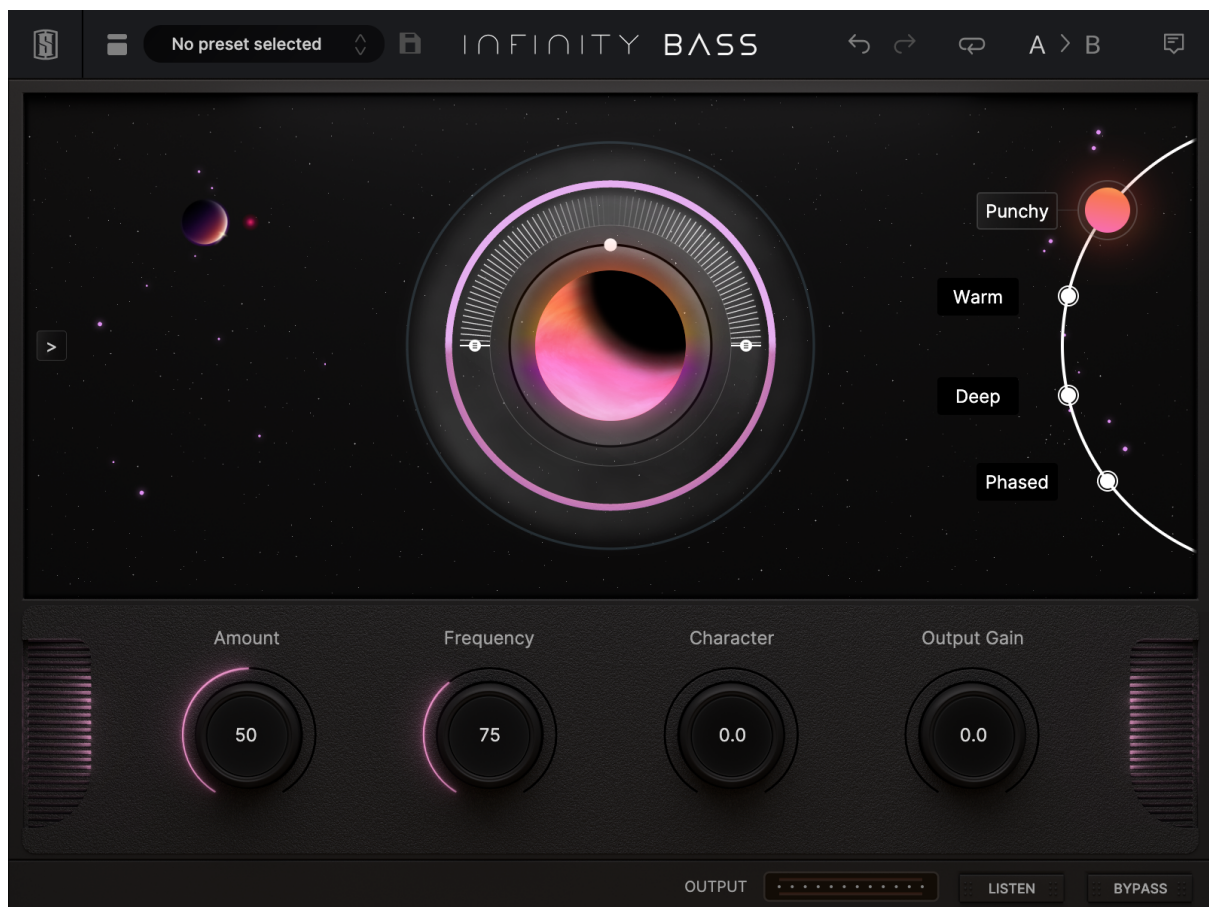 No preset selected
INFINITY BASS
A > B
Punchy
Warm
>
Deep
Phased
Amount
Frequency
Character
Output Gain
50
75
0.0
0.0
OUTPUT
LISTEN
BYPASS